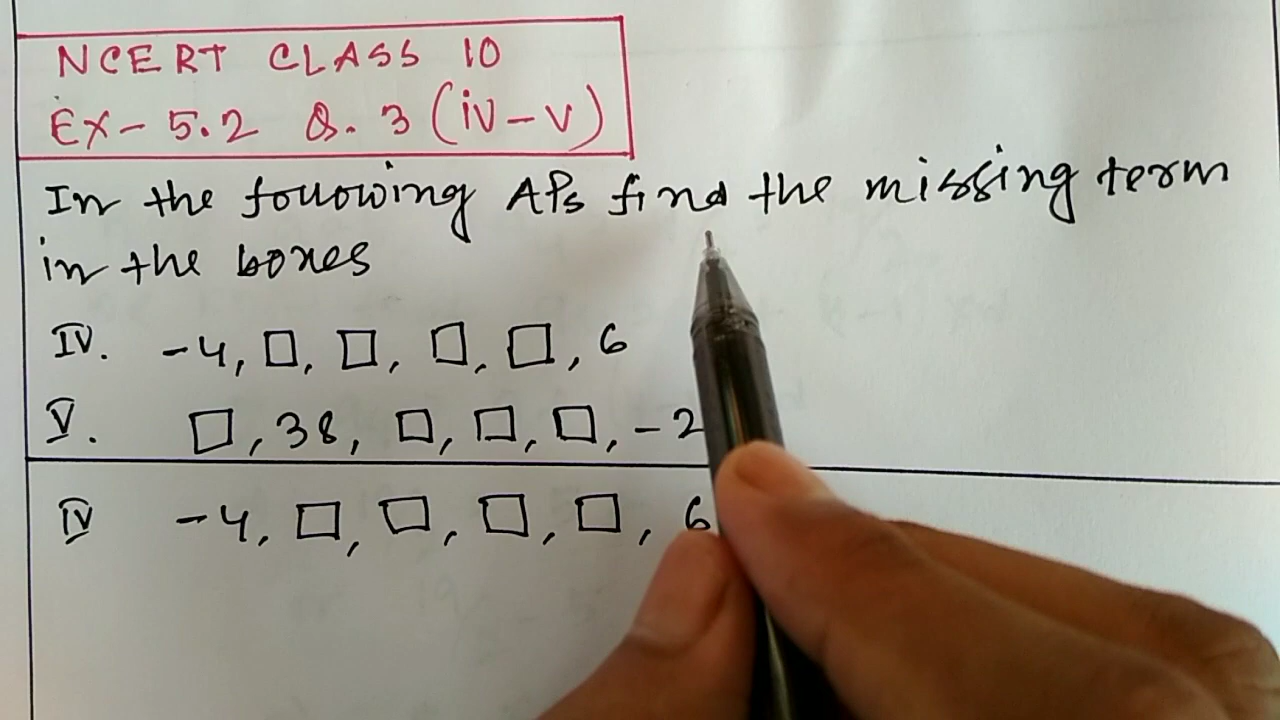 NCERT CLASS 10
EX- 5.2 Q. 3 (iv-v)
In the following APs find the missing term
in the boxes
IV. -4, □, □, □, □, 6
V. □, 38, □, □, □, -2
IV -4, □, □, □, □, 6